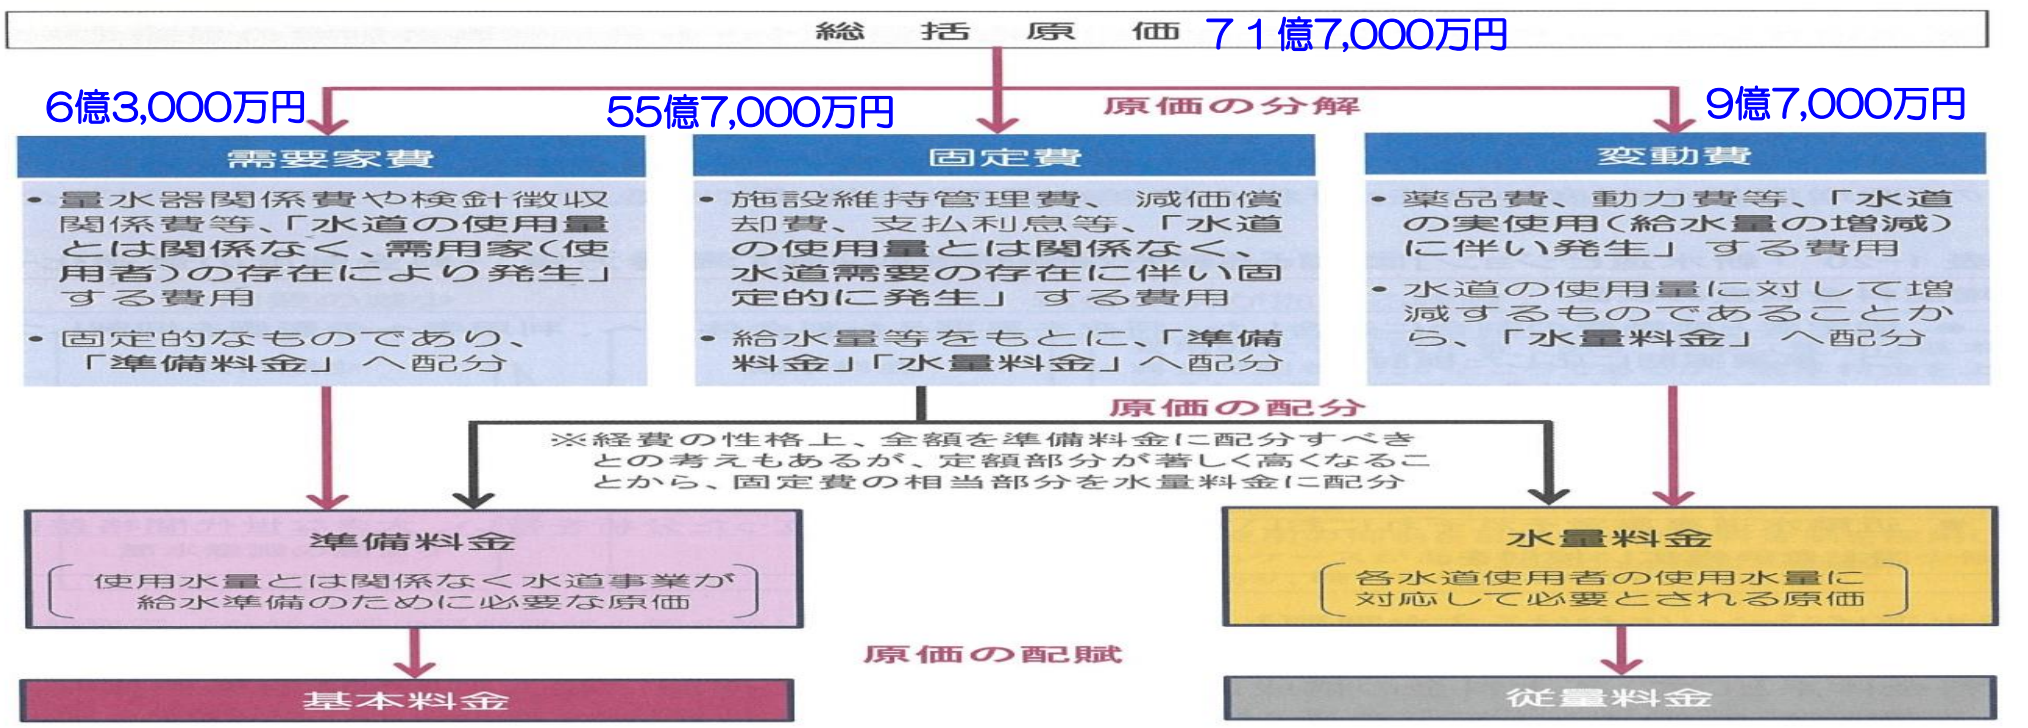 総括原価 71億7,000万円
6億3,000万円
55億7,000万円
原価の分解
9億7,000万円
需要家費
• 量水器関係費や検針徴収
関係費等、「水道の使用量
とは関係なく、需用家(使
用者)の存在により発生」
する費用
• 固定的なものであり、
「準備料金」へ配分
固定費
• 施設維持管理費、減価償
却費、支払利息等、「水道
の使用量とは関係なく、
水道需要の存在に伴い固
定的に発生」する費用
• 給水量等をもとに、「準備
料金」「水量料金」へ配分
変動費
• 薬品費、動力費等、「水道
の実使用(給水量の増減)
に伴い発生」する費用
• 水道の使用量に対して増
減するものであることか
ら、「水量料金」へ配分
原価の配分
※経費の性格上、全額を準備料金に配分すべき
との考えもあるが、定額部分が著しく高くなるこ
とから、固定費の相当部分を水量料金に配分
準備料金
使用水量とは関係なく水道事業が
給水準備のために必要な原価
水量料金
各水道使用者の使用水量に
対応して必要とされる原価
原価の配賦
基本料金
従量料金